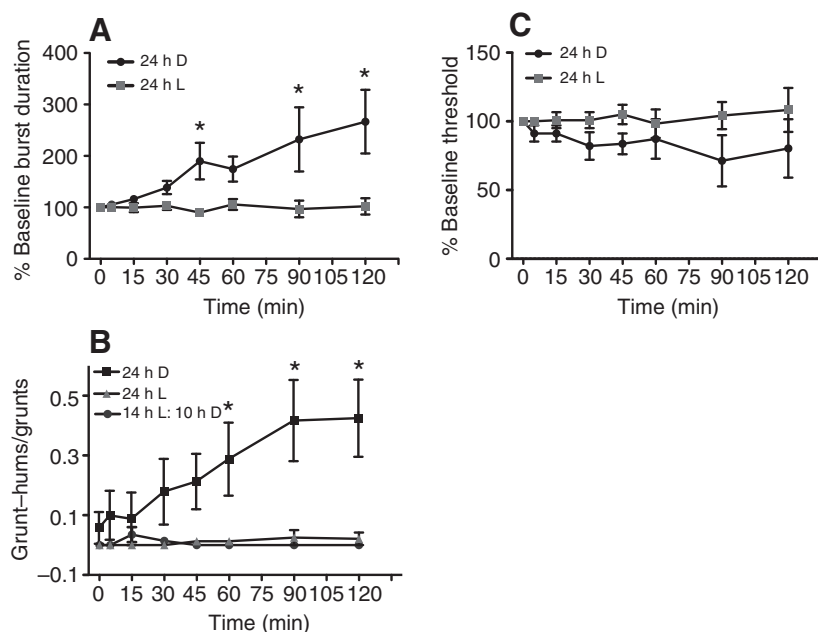 A
400
300
200
100
0
% Baseline burst duration
24 h D
24 h L
*
*
*
0 15 30 45 60 75 90 105 120
Time (min)
C
150
100
50
0
% Baseline threshold
24 h D
24 h L
0 15 30 45 60 75 90 105 120
Time (min)
B
0.5
0.3
0.1
–0.1
Grunt–hums/grunts
24 h D
24 h L
14 h L: 10 h D
*
*
*
0 15 30 45 60 75 90 105 120
Time (min)